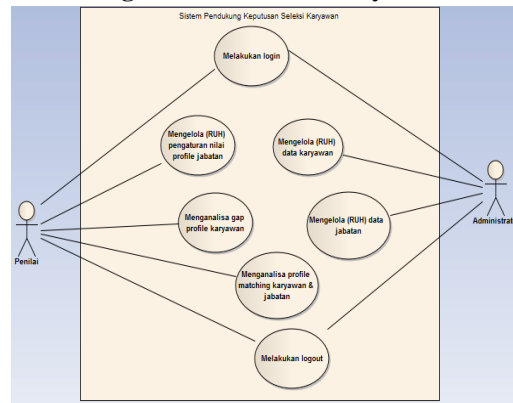 Sistem Pendukung Keputusan Seleksi Karyawan
Melakukan login
Mengelola (RUH)
pengaturan nilai
profile jabatan
Mengelola (RUH)
data karyawan
Menganalisa gap
profile karyawan
Mengelola (RUH) data
jabatan
Menganalisa profile
matching karyawan &
jabatan
Melakukan logout
Penilai
Administrat